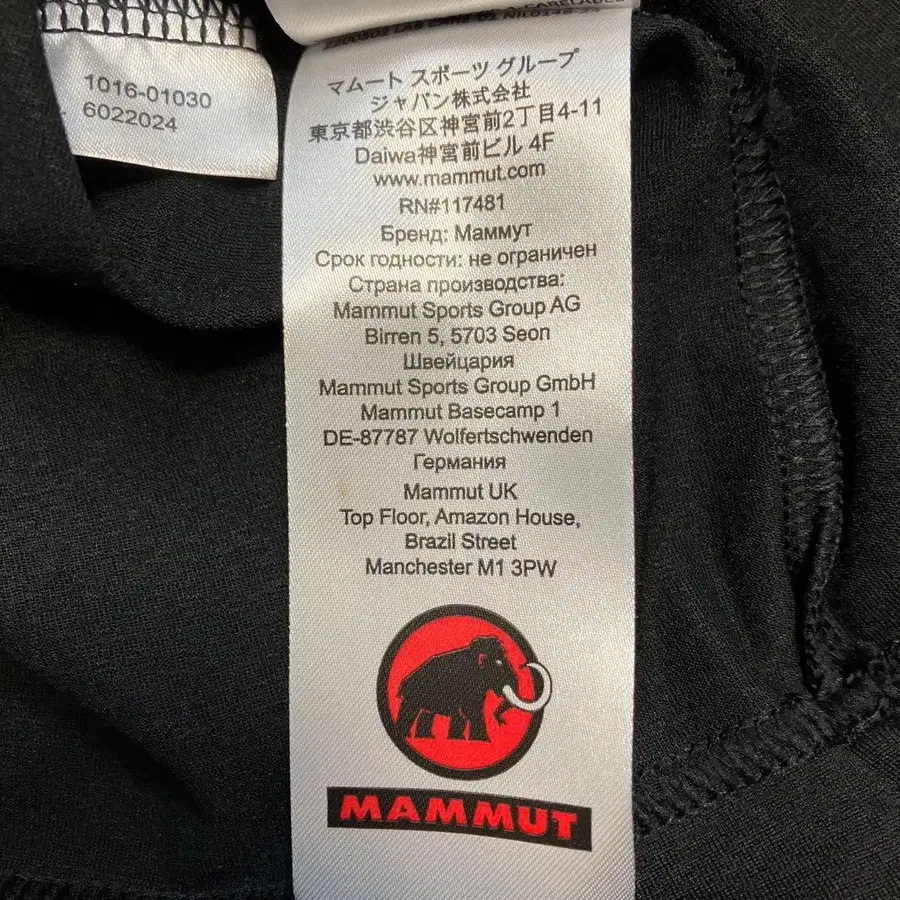 1016-01030
6022024
マムート スポーツ グループ
ジャパン株式会社
東京都渋谷区神宮前2丁目4-11
Daiwa神宮前ビル 4F
www.mammut.com
RN#117481
Бренд: Маммут
Срок годности: не ограничен
Страна производства:
Mammut Sports Group AG
Birren 5, 5703 Seon
Швейцария
Mammut Sports Group GmbH
Mammut Basecamp 1
DE-87787 Wolfertschwenden
Германия
Mammut UK
Top Floor, Amazon House,
Brazil Street
Manchester M1 3PW
MAMMUT